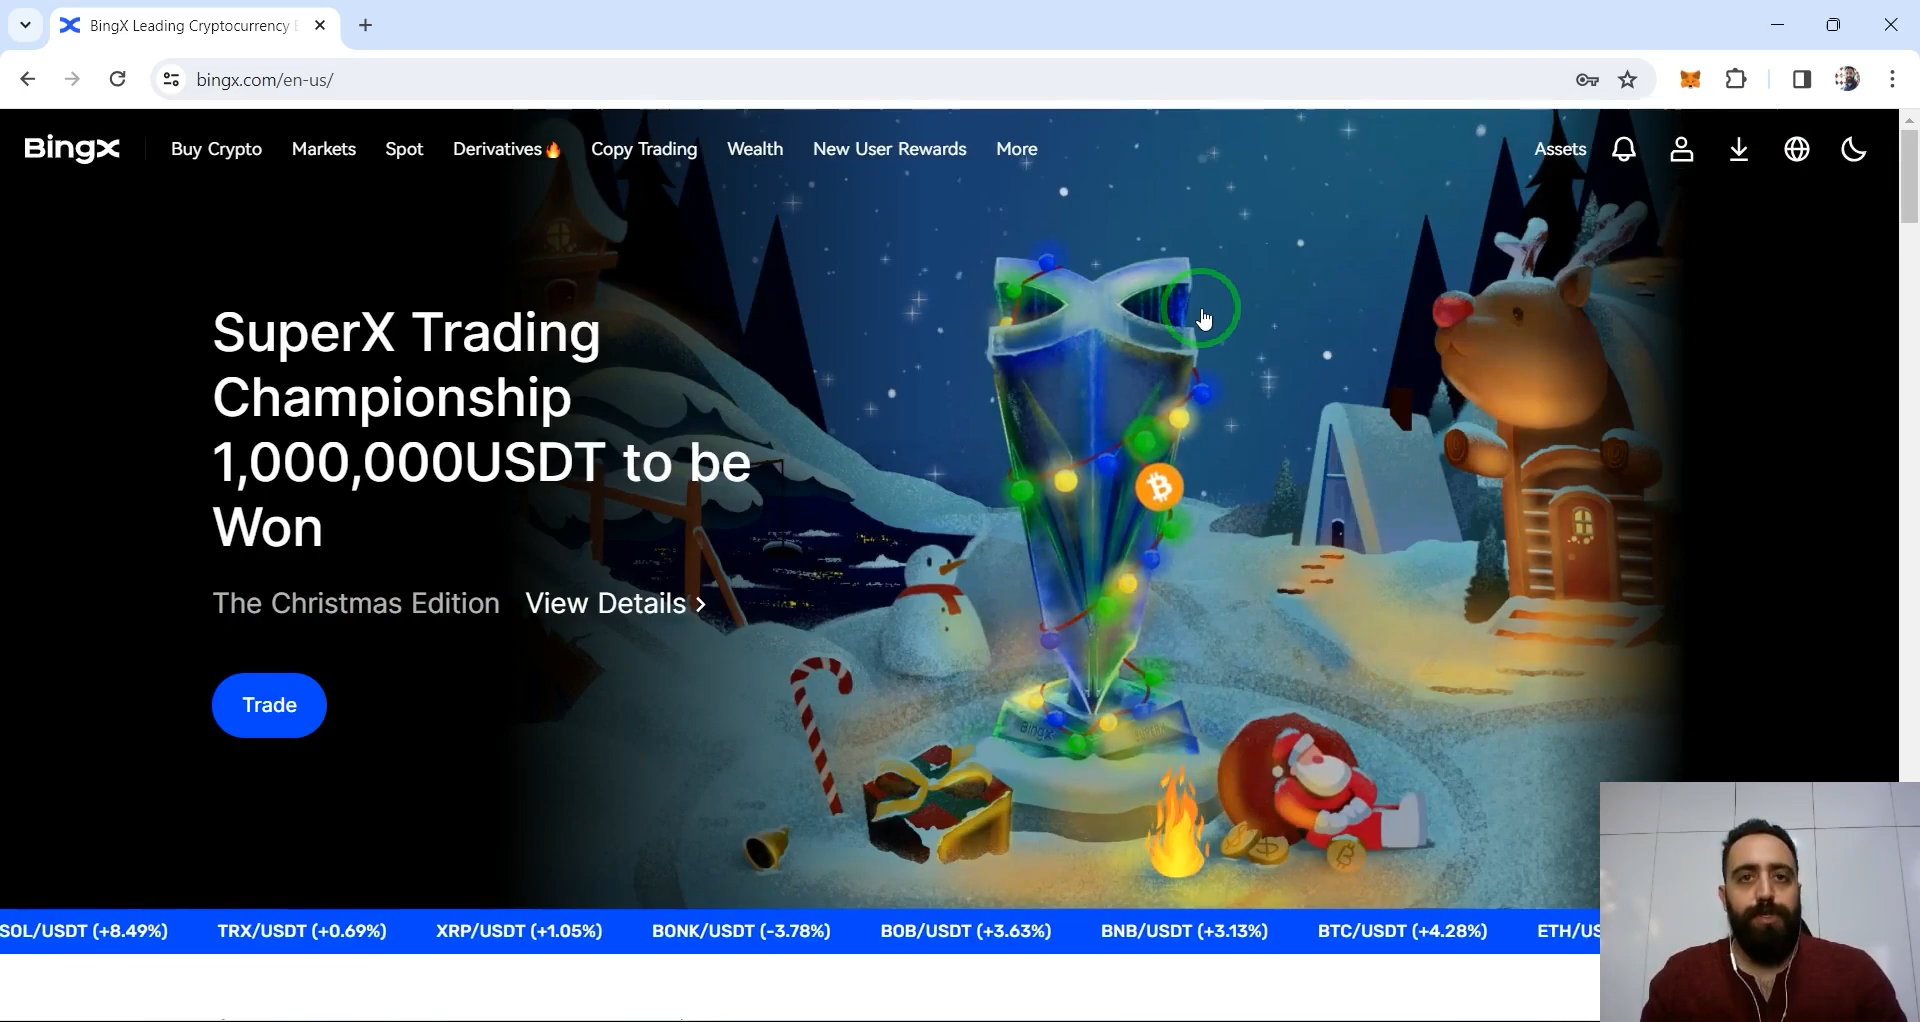 BingX Leading Cryptocurrency
bingx.com/en-us/
BingX
Buy Crypto
Markets
Spot
Derivatives🔥
Copy Trading
Wealth
New User Rewards
More
Assets
SuperX Trading
Championship
1,000,000USDT to be
Won
The Christmas Edition View Details >
Trade
BingX
SOL/USDT (+8.49%) TRX/USDT (+0.69%) XRP/USDT (+1.05%) BONK/USDT (-3.78%) BOB/USDT (+3.63%) BNB/USDT (+3.13%) BTC/USDT (+4.28%) ETH/US